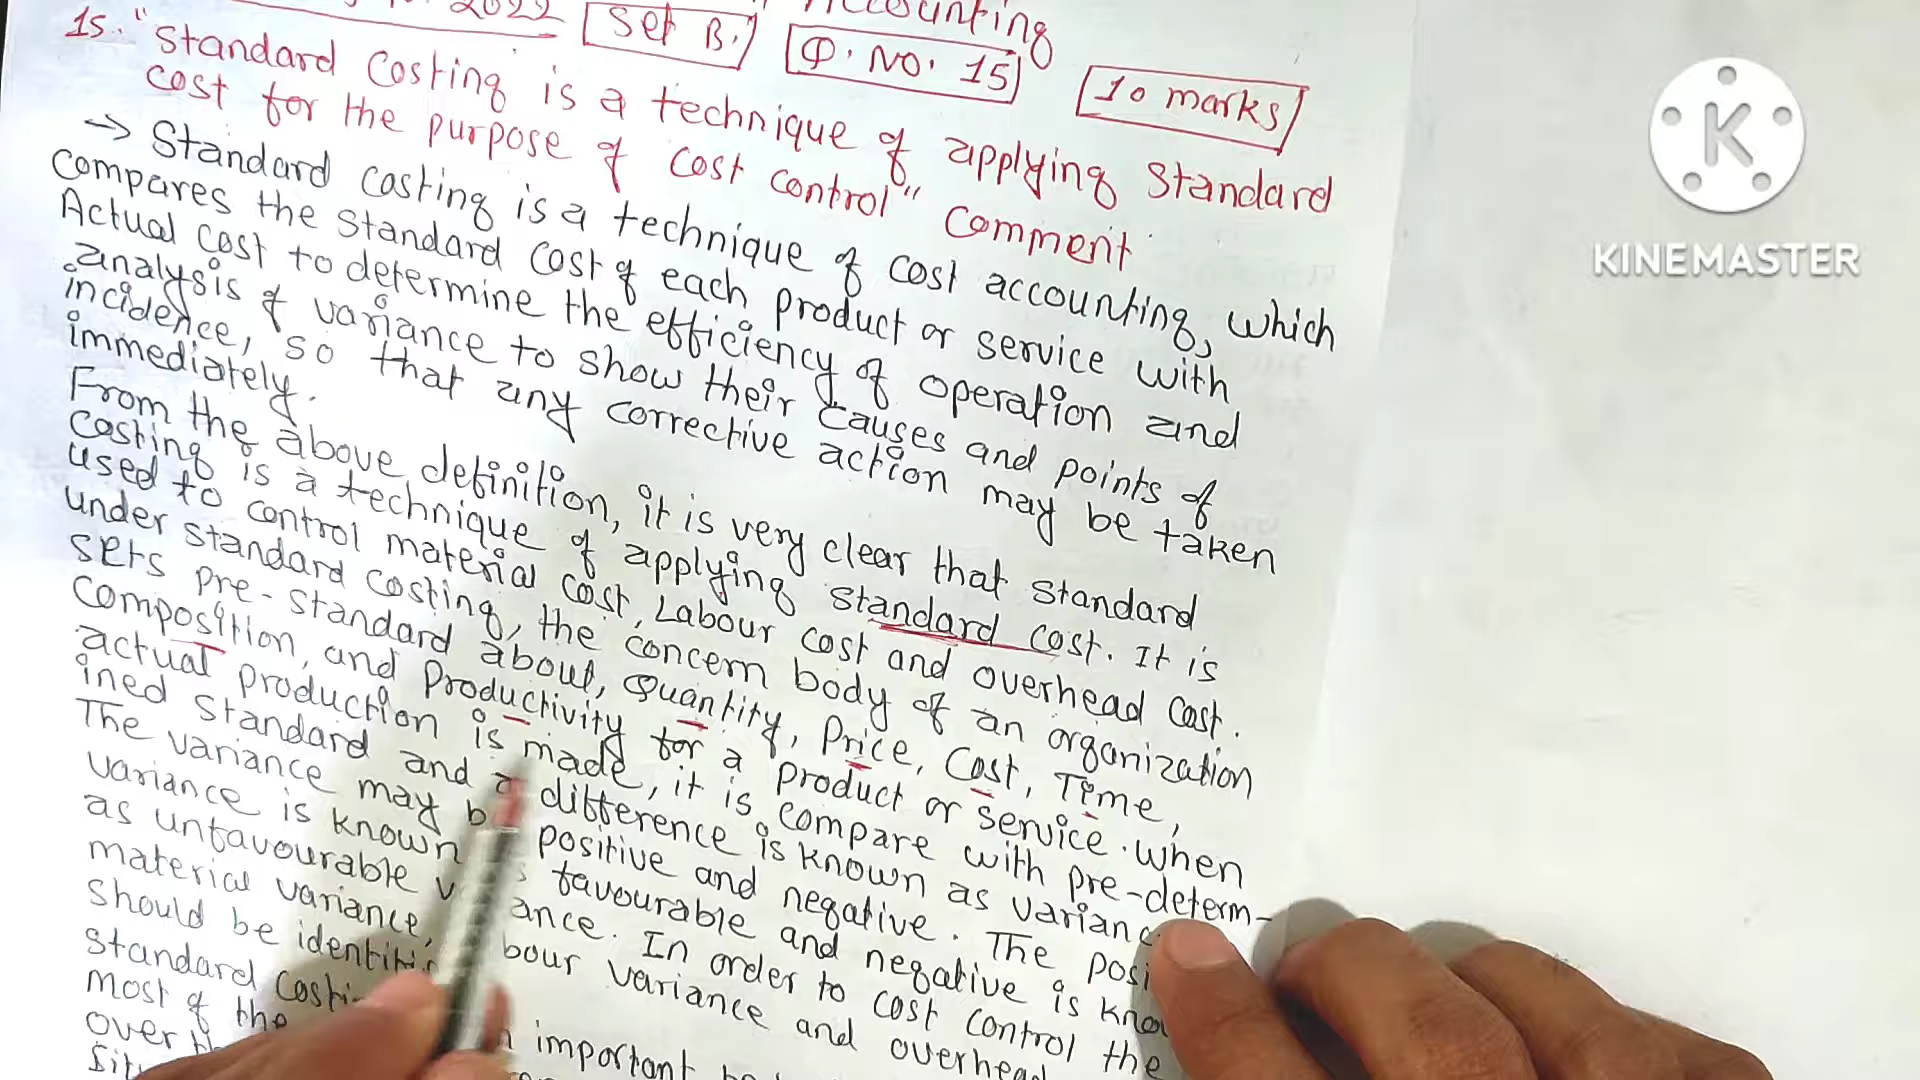 2022 Set B. Accounting
Q. NO. 15 10 marks
15. "Standard Costing is a technique of applying Standard
cost for the purpose of cost control" Comment
→ Standard costing is a technique of cost accounting, which
compares the standard cost of each product or service with
Actual cost to determine the efficiency of operation and
analysis of variance to show their causes and points of
incidence, so that any corrective action may be taken
immediately.
From the above definition, it is very clear that standard
costing is a technique of applying standard cost. It is
used to control material cost, Labour cost and overhead cost.
under standard costing, the concern body of an organization
sets pre-standard about, Quantity, Price, Cost, Time,
Composition, and Productivity for a product or service. When
actual production is made, it is compare with pre-determ-
ined standard and difference is known as
The variance may positive and negative. The
variance is known favourable and negative is
as unfavourable In order to cost control the
material variance, variance and
should be
standard important
Most of the
over
KINEMASTER